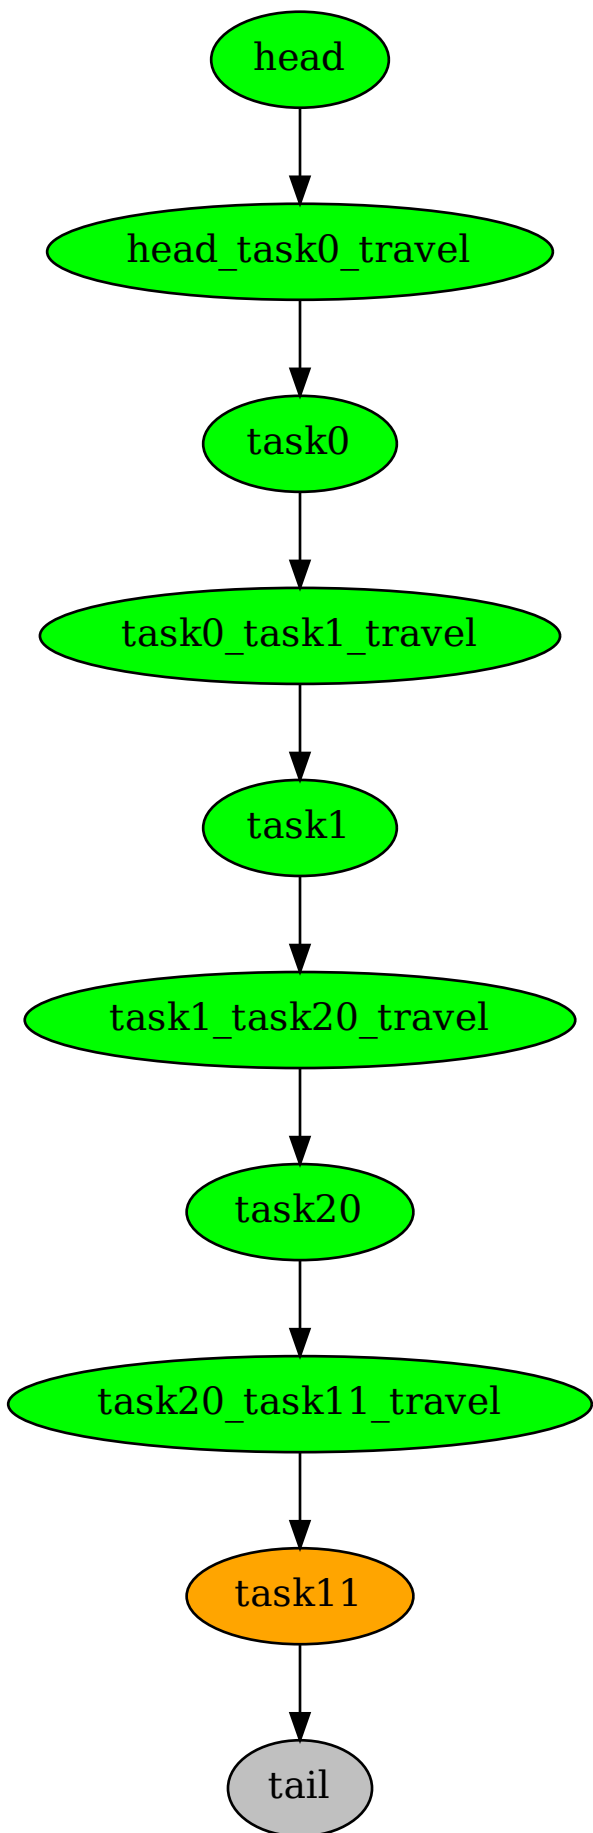 head
head_task0_travel
task0
task0_task1_travel
task1
task1_task20_travel
task20
task20_task11_travel
task11
tail